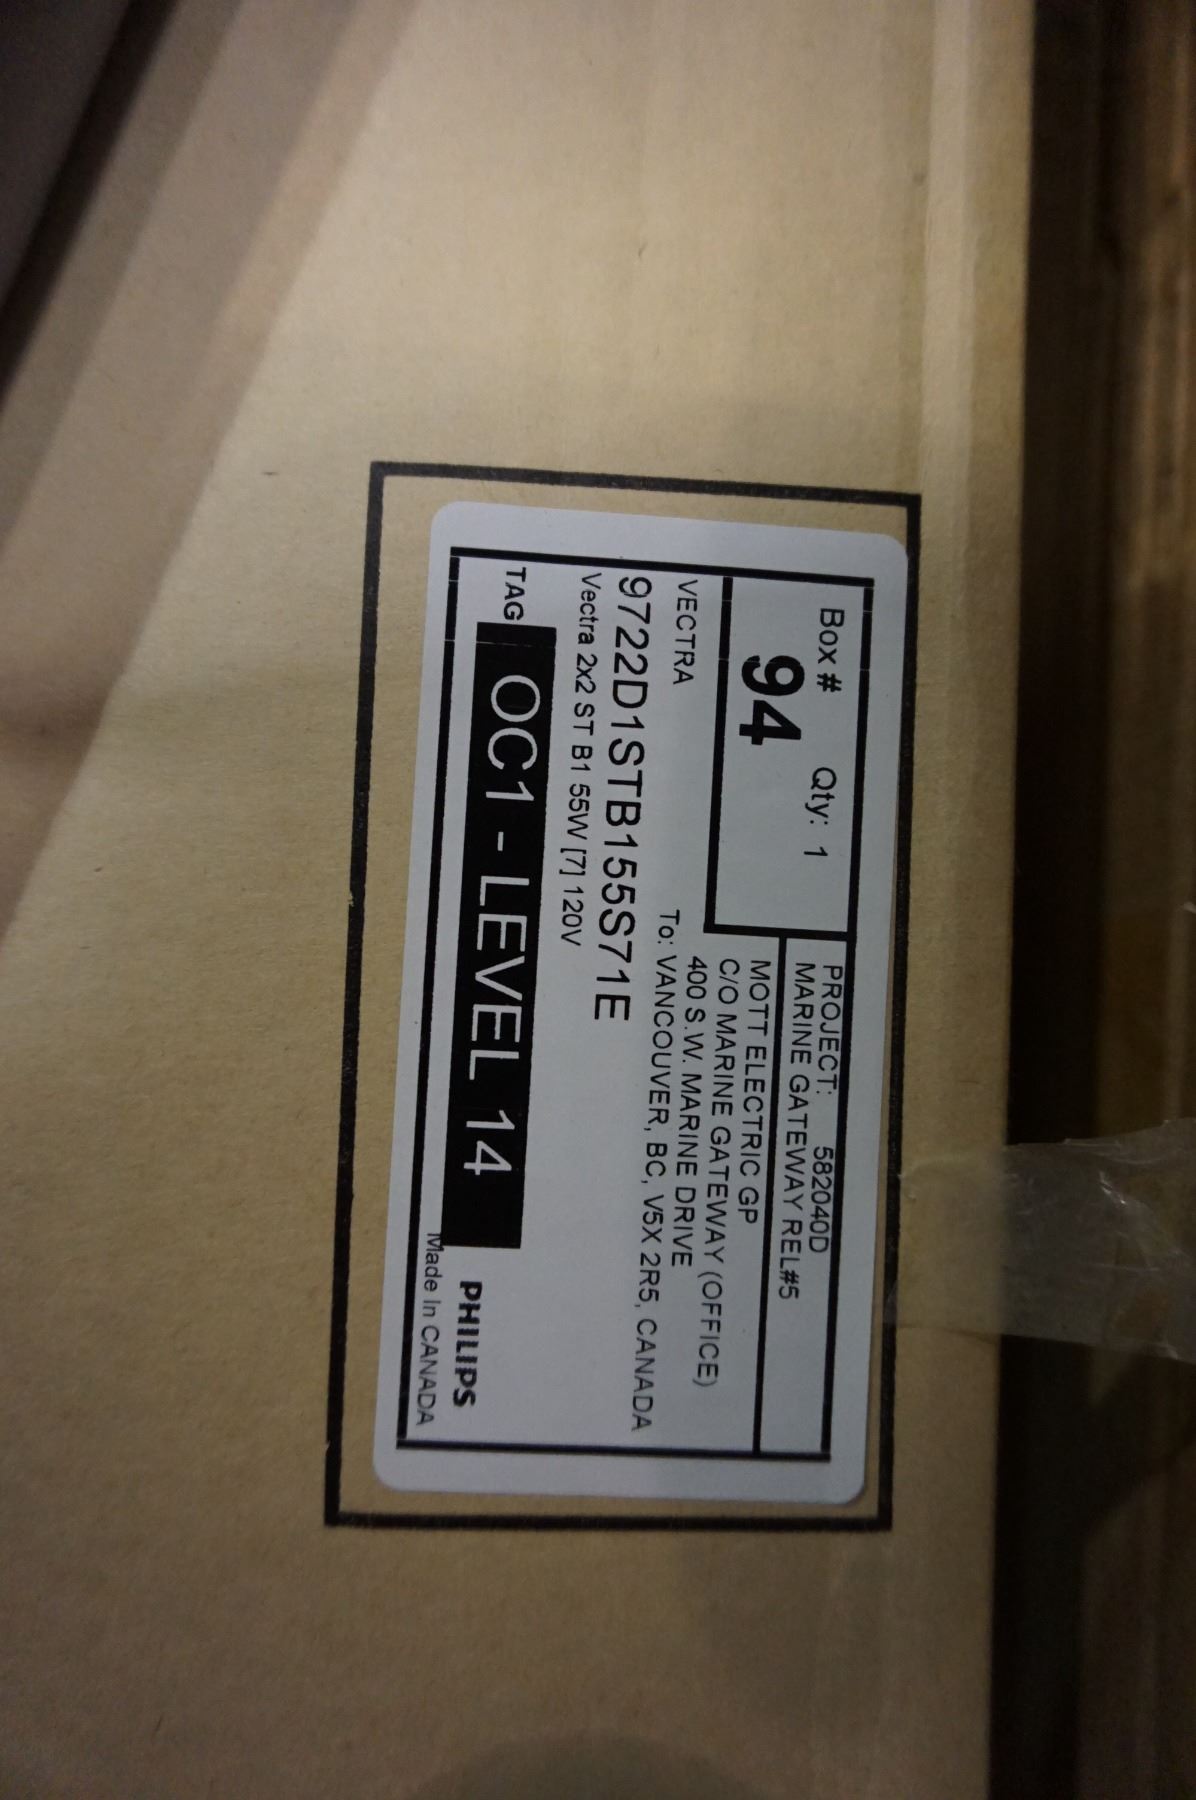 Box # Qty: 1
94
PROJECT: 582040D
MARINE GATEWAY REL#5
MOTT ELECTRIC GP
C/O MARINE GATEWAY (OFFICE)
400 S.W. MARINE DRIVE
To: VANCOUVER, BC, V5X 2R5, CANADA
VECTRA
9722D1STB155S71E
Vectra 2x2 ST B1 55W [7] 120V
TAG OC1 - LEVEL 14
PHILIPS
Made In CANADA